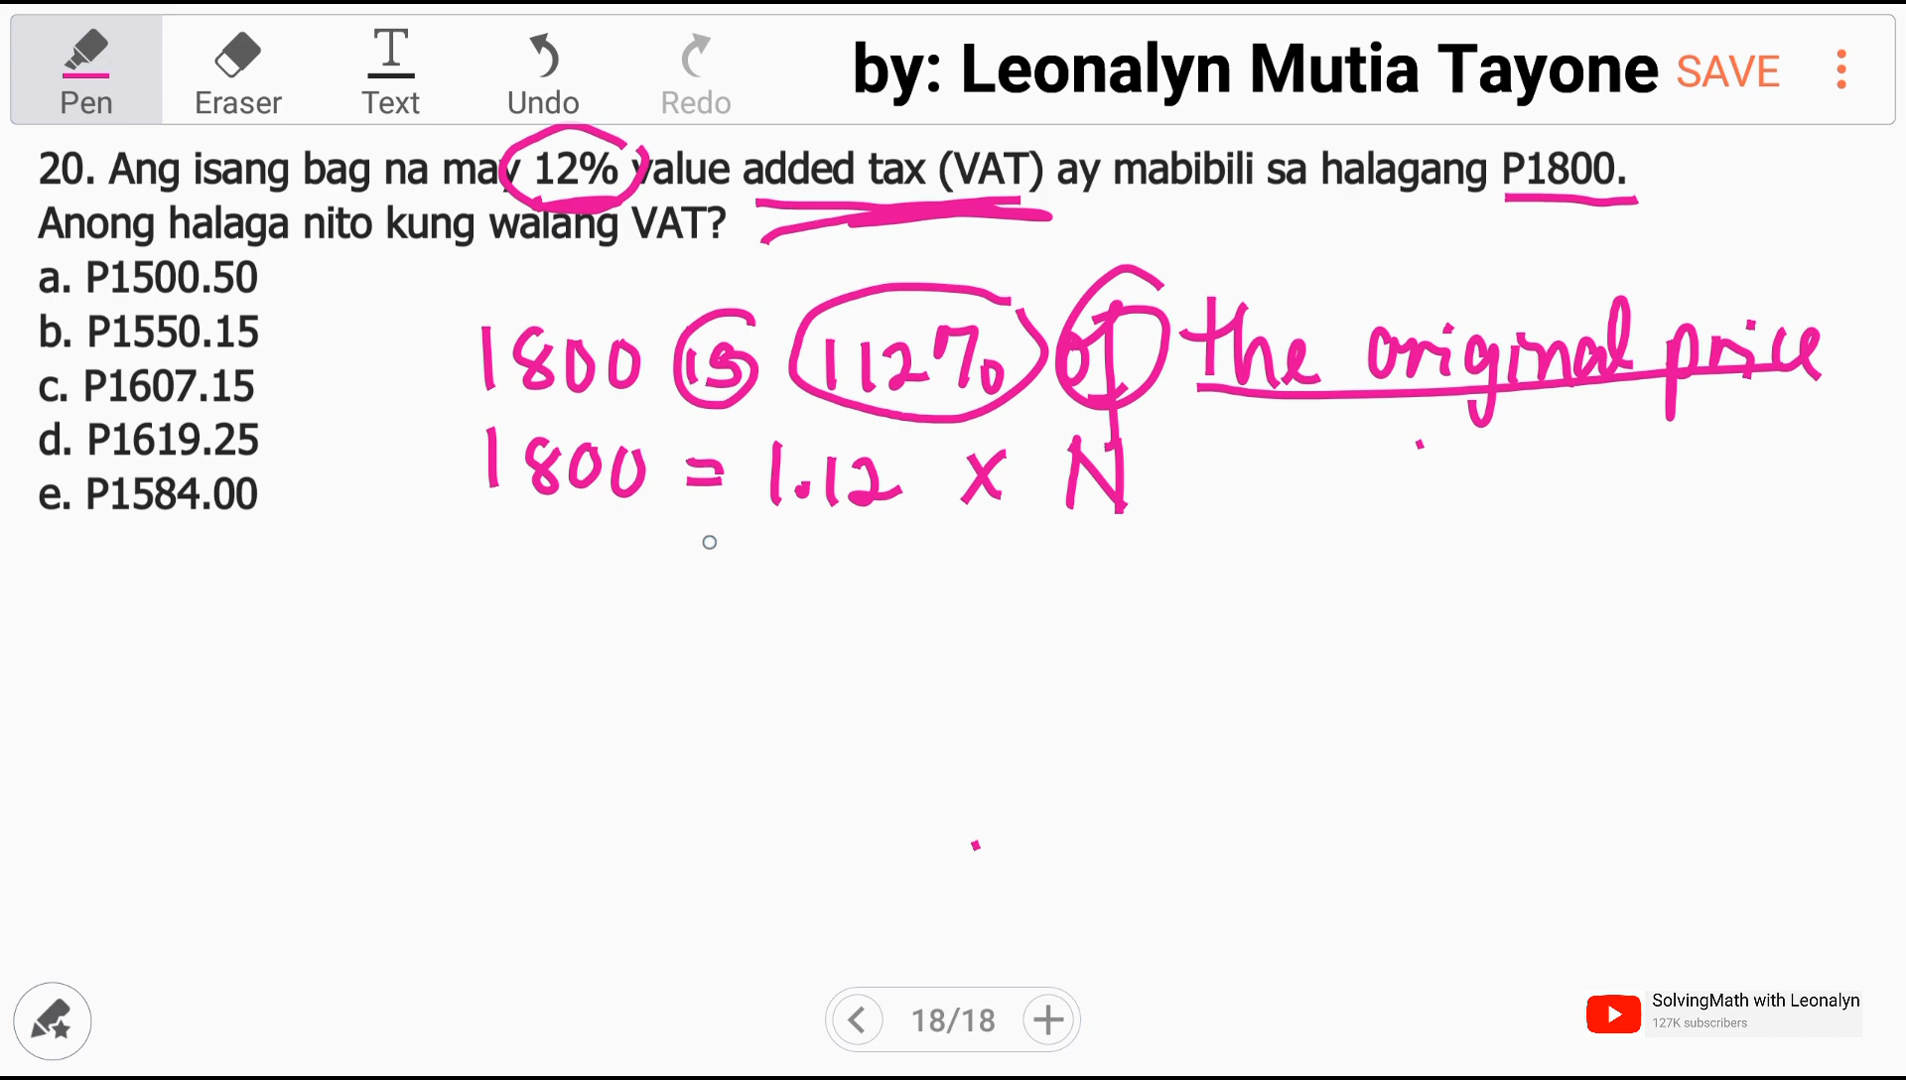 Pen
Eraser
Text
Undo
Redo
by: Leonalyn Mutia Tayone
SAVE
20. Ang isang bag na may 12% value added tax (VAT) ay mabibili sa halagang P1800.
Anong halaga nito kung walang VAT?
a. P1500.50
b. P1550.15
c. P1607.15
d. P1619.25
e. P1584.00
1800 is 112% of the original price
1800 = 1.12 x N
18/18
SolvingMath with Leonalyn
127K subscribers